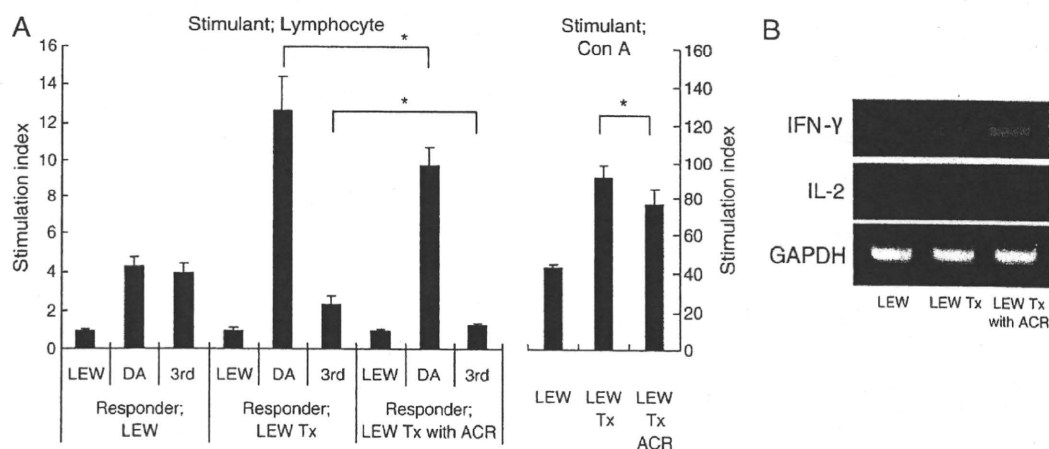 A
Stimulant; Lymphocyte
Stimulation index
16
14
12
10
8
6
4
2
0
*
*
LEW DA 3rd LEW DA 3rd LEW DA 3rd
Responder; LEW
Responder; LEW Tx
Responder; LEW Tx with ACR
Stimulant;
Con A
*
160
140
120
100
80
60
40
20
0
Stimulation index
LEW
LEW Tx
LEW Tx ACR
B
IFN-γ
IL-2
GAPDH
LEW LEW Tx LEW Tx with ACR